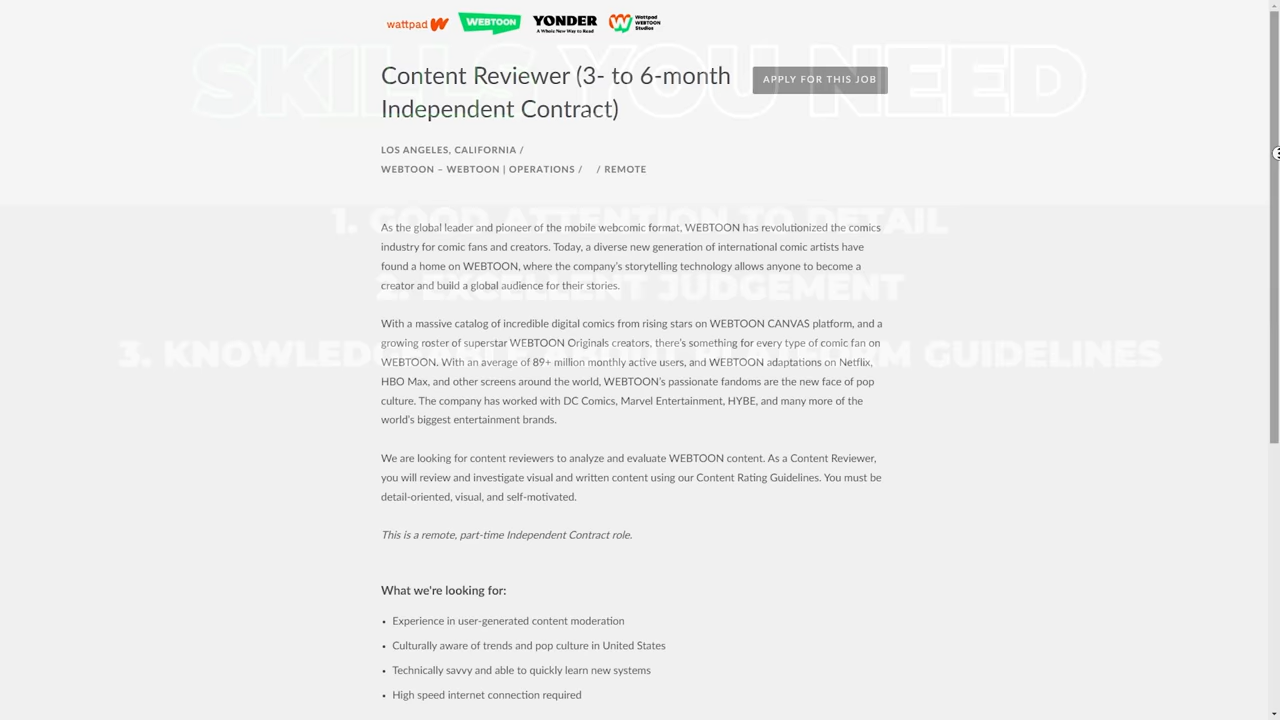 wattpad WEBTOON YONDER Wattpad WEBTOON Studios
A Whole New Way to Read
SKILLS YOU NEED
Content Reviewer (3- to 6-month
Independent Contract)
APPLY FOR THIS JOB
LOS ANGELES, CALIFORNIA /
WEBTOON – WEBTOON | OPERATIONS / / REMOTE
1. GOOD ATTENTION TO DETAIL
As the global leader and pioneer of the mobile webcomic format, WEBTOON has revolutionized the comics
industry for comic fans and creators. Today, a diverse new generation of international comic artists have
found a home on WEBTOON, where the company's storytelling technology allows anyone to become a
creator and build a global audience for their stories.
2. EXCELLENT JUDGEMENT
With a massive catalog of incredible digital comics from rising stars on WEBTOON CANVAS platform, and a
growing roster of superstar WEBTOON Originals creators, there's something for every type of comic fan on
3. GUIDELINES
WEBTOON. With an average of 89+ million monthly active users, and WEBTOON adaptations on Netflix,
HBO Max, and other screens around the world, WEBTOON's passionate fandoms are the new face of pop
culture. The company has worked with DC Comics, Marvel Entertainment, HYBE, and many more of the
world's biggest entertainment brands.
We are looking for content reviewers to analyze and evaluate WEBTOON content. As a Content Reviewer,
you will review and investigate visual and written content using our Content Rating Guidelines. You must be
detail-oriented, visual, and self-motivated.
This is a remote, part-time Independent Contract role.
What we're looking for:
• Experience in user-generated content moderation
• Culturally aware of trends and pop culture in United States
• Technically savvy and able to quickly learn new systems
• High speed internet connection required